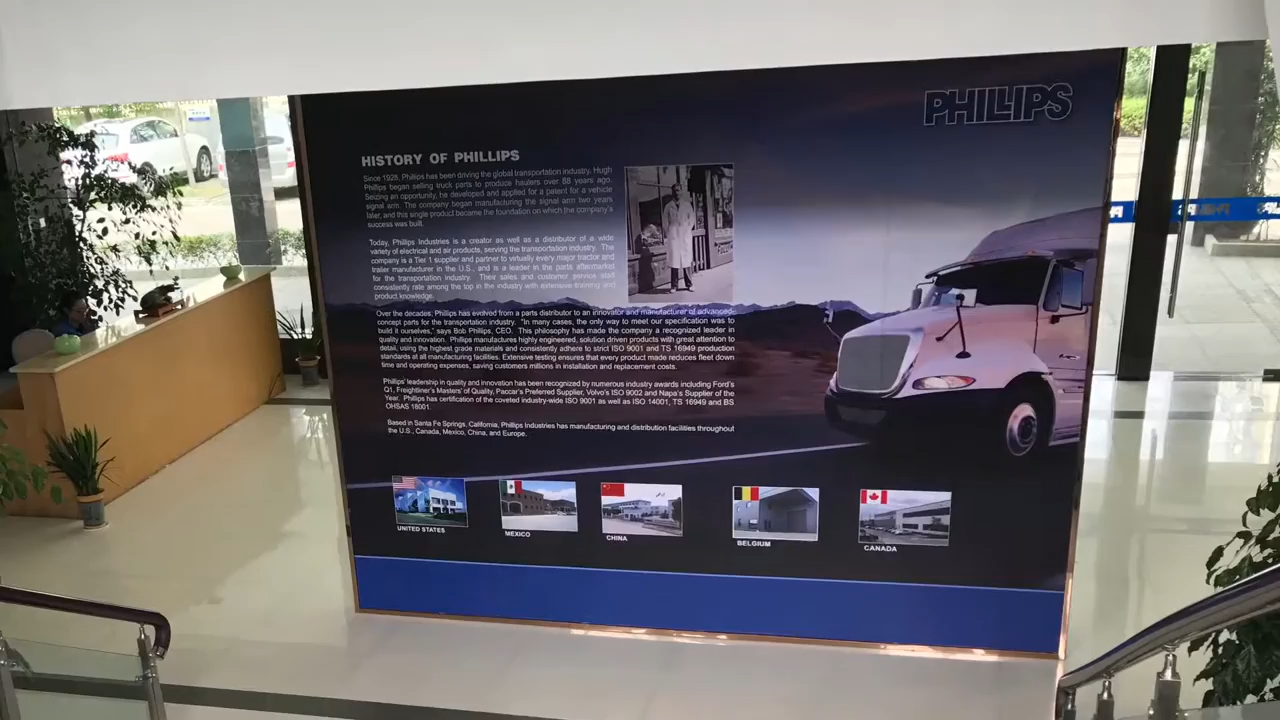 PHILLIPS
HISTORY OF PHILLIPS
Since 1928, Phillips has been driving the global transportation industry. Hugh
Phillips began selling truck parts to produce haulers over 88 years ago.
Seizing an opportunity, he developed and applied for a patent for a vehicle
signal arm. The company began manufacturing the signal arm two years
later, and this single product became the foundation on which the company's
success was built.
Today, Phillips Industries is a creator as well as a distributor of a wide
variety of electrical and air products, serving the transportation industry. The
company is a Tier 1 supplier and partner to virtually every major tractor and
trailer manufacturer in the U.S., and is a leader in the parts aftermarket
for the transportation industry. Their sales and customer service staff
consistently rate among the top in the industry with extensive training and
product knowledge.
Over the decades, Phillips has evolved from a parts distributor to an innovator and manufacturer of advanced-
concept parts for the transportation industry. "In many cases, the only way to meet our specification was to
build it ourselves," says Bob Phillips, CEO. This philosophy has made the company a recognized leader in
quality and innovation. Phillips manufactures highly engineered, solution driven products with great attention to
detail, using the highest grade materials and consistently adhere to strict ISO 9001 and TS 16949 production
standards at all manufacturing facilities. Extensive testing ensures that every product made reduces fleet down
time and operating expenses, saving customers millions in installation and replacement costs.
Phillips' leadership in quality and innovation has been recognized by numerous industry awards including Ford's
Q1, Freightliner's Masters' of Quality, Paccar's Preferred Supplier, Volvo's ISO 9002 and Napa's Supplier of the
Year. Phillips has certification of the coveted industry-wide ISO 9001 as well as ISO 14001, TS 16949 and BS
OHSAS 18001.
Based in Santa Fe Springs, California, Phillips Industries has manufacturing and distribution facilities throughout
the U.S., Canada, Mexico, China, and Europe.
UNITED STATES
MEXICO
CHINA
BELGIUM
CANADA